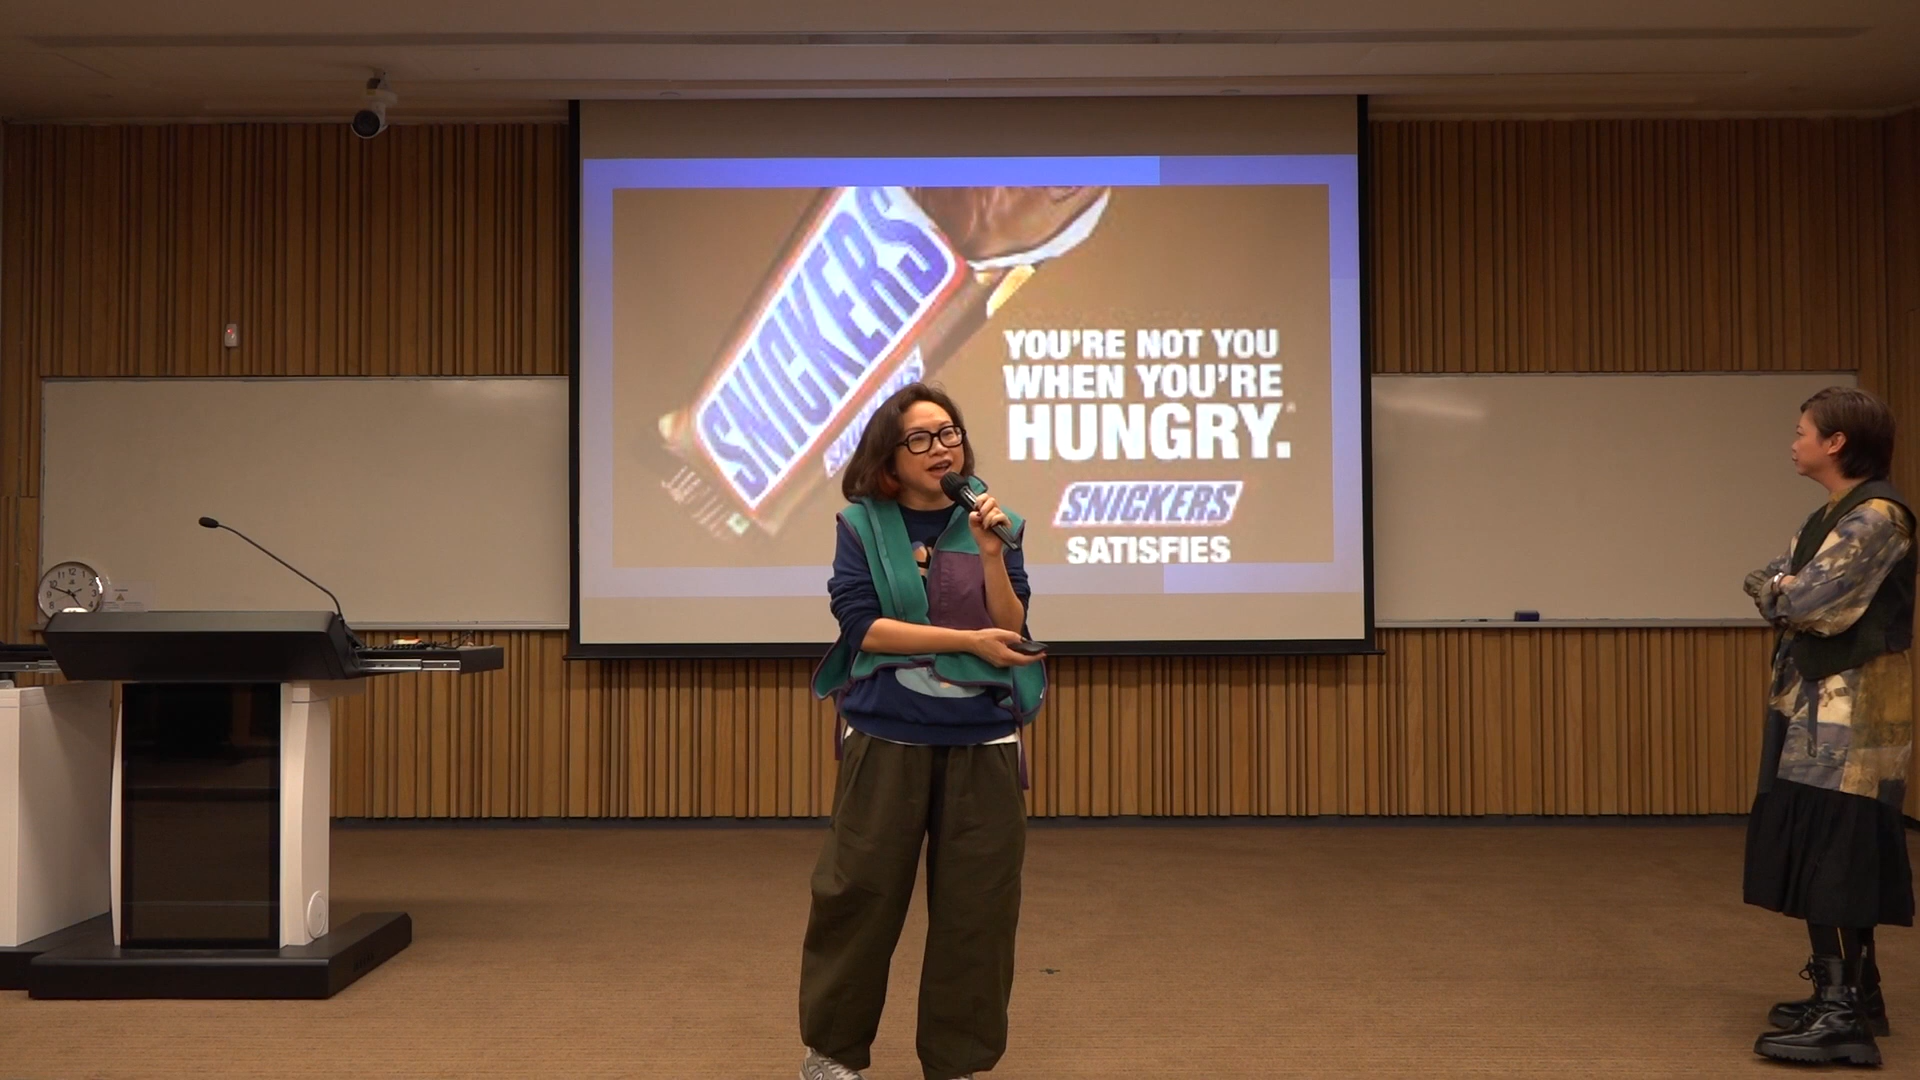 SNICKERS
YOU'RE NOT YOU
WHEN YOU'RE
HUNGRY.
SNICKERS
SATISFIES